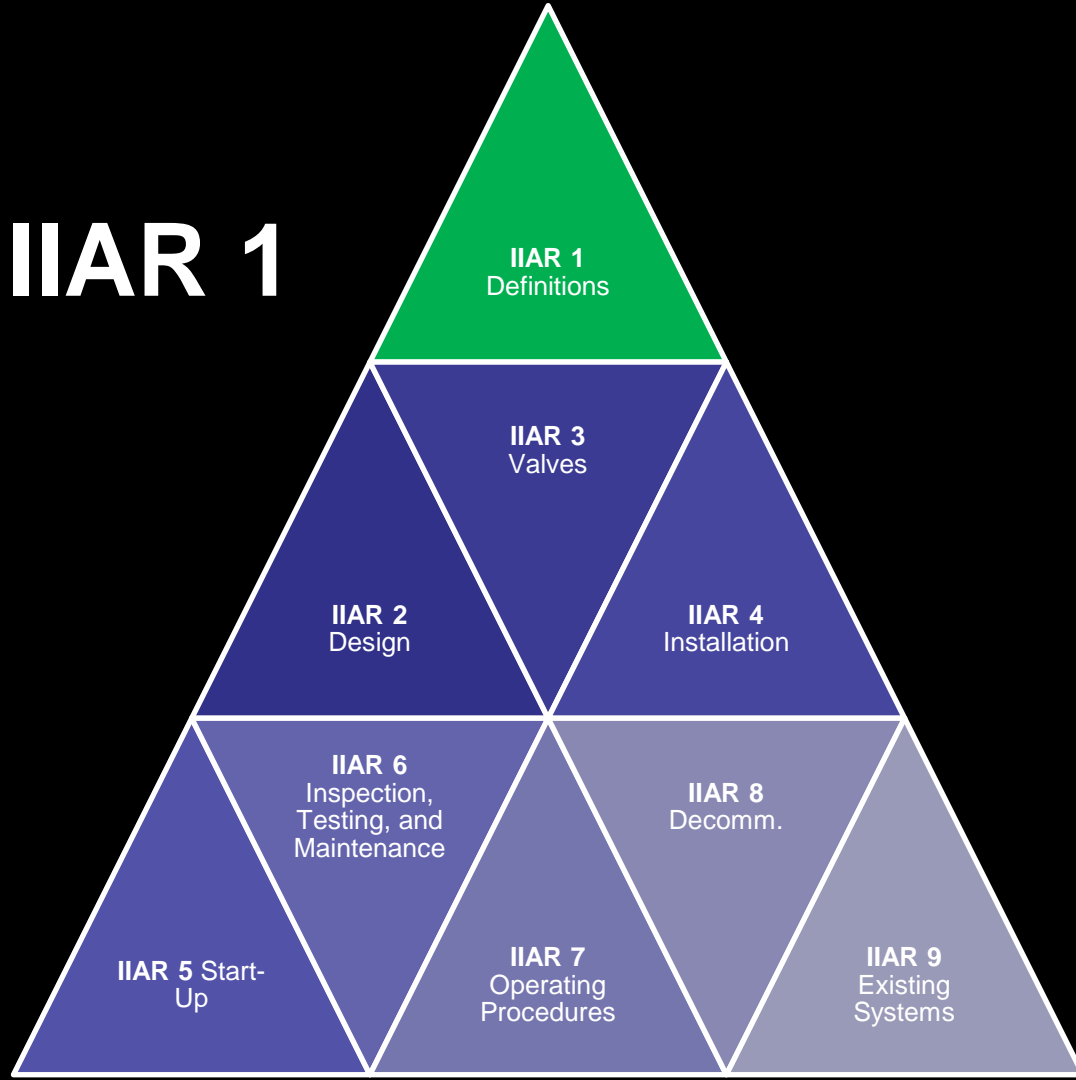 IIAR 1
IIAR 1
Definitions
IIAR 3
Valves
IIAR 2
Design
IIAR 4
Installation
IIAR 6
Inspection,
Testing, and
Maintenance
IIAR 8
Decomm.
IIAR 5 Start-
Up
IIAR 7
Operating
Procedures
IIAR 9
Existing
Systems